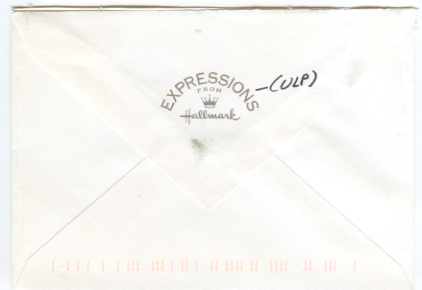 EXPRESSIONS
FROM
Hallmark
-(ULP)